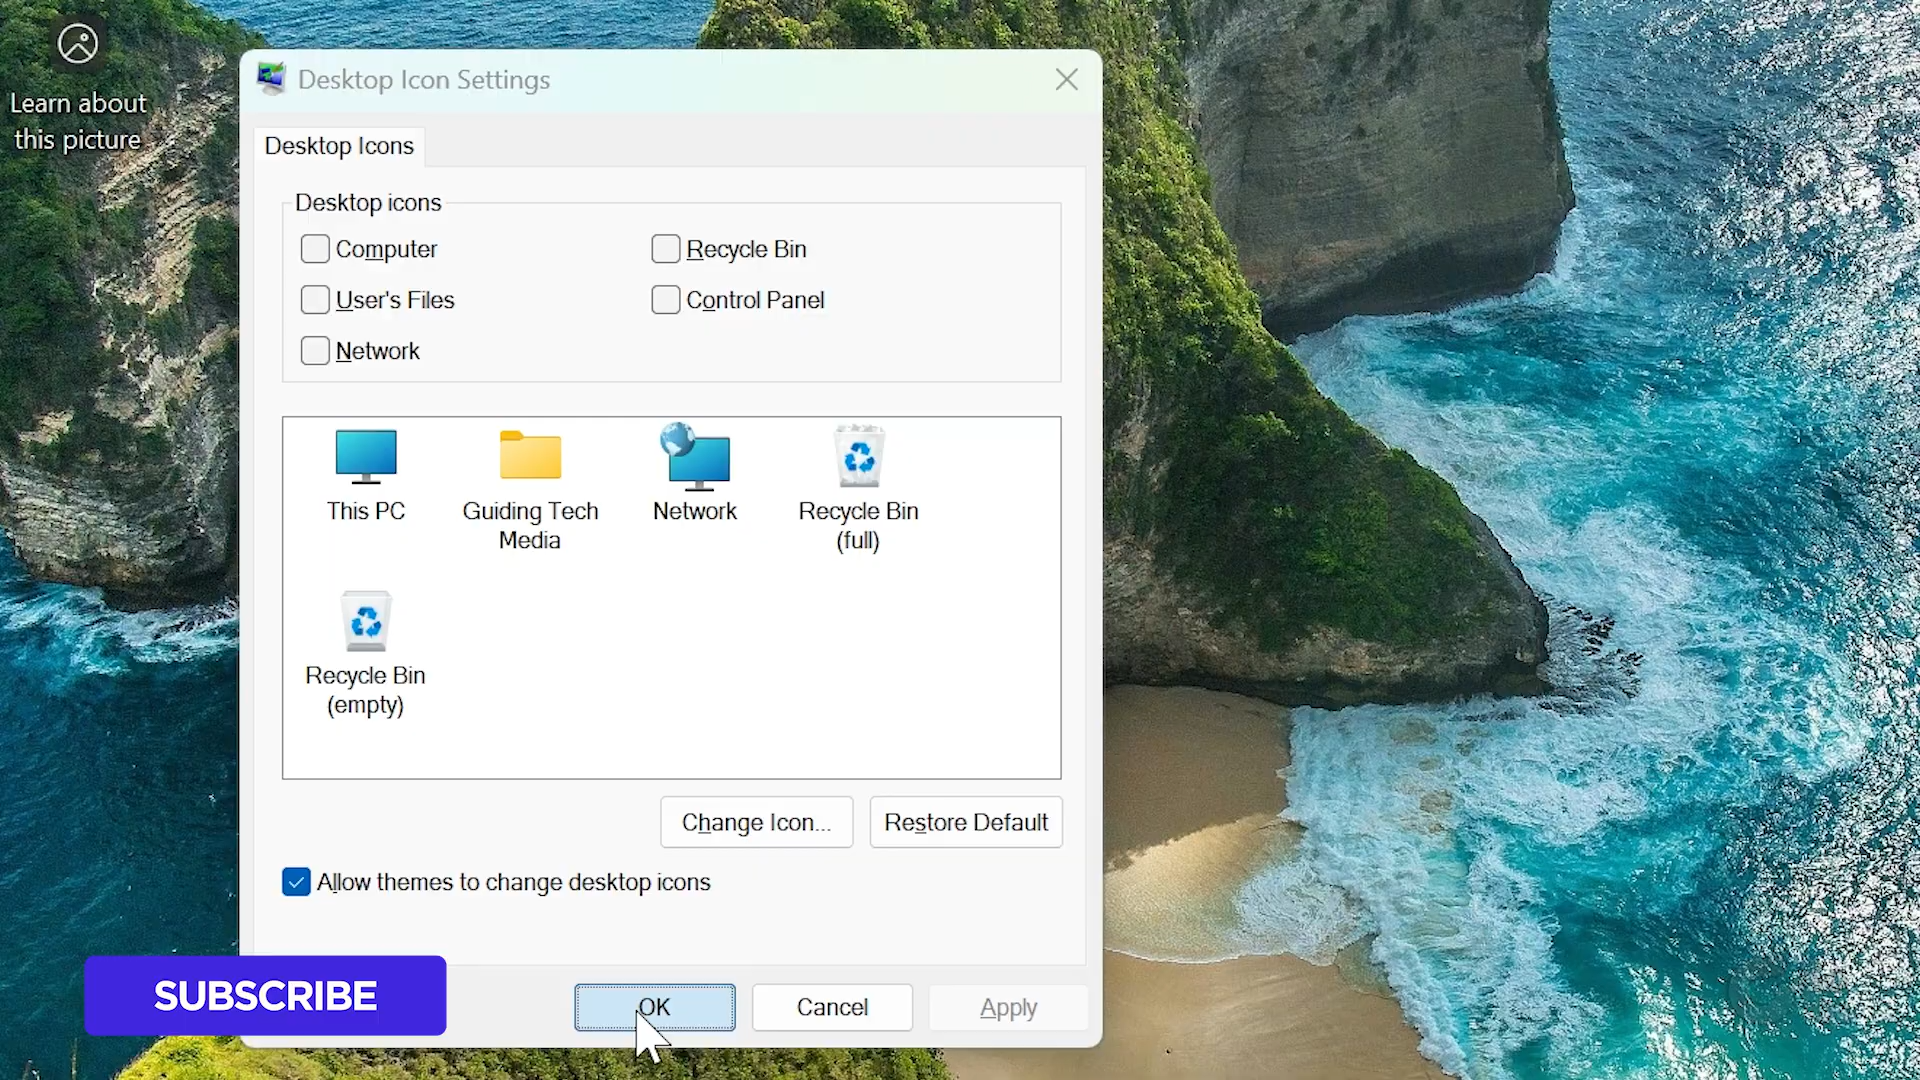 Learn about
this picture
Desktop Icon Settings
Desktop Icons
Desktop icons
Computer
Recycle Bin
User's Files
Control Panel
Network
This PC
Guiding Tech
Media
Network
Recycle Bin
(full)
Recycle Bin
(empty)
Change Icon...
Restore Default
Allow themes to change desktop icons
SUBSCRIBE
OK
Cancel
Apply